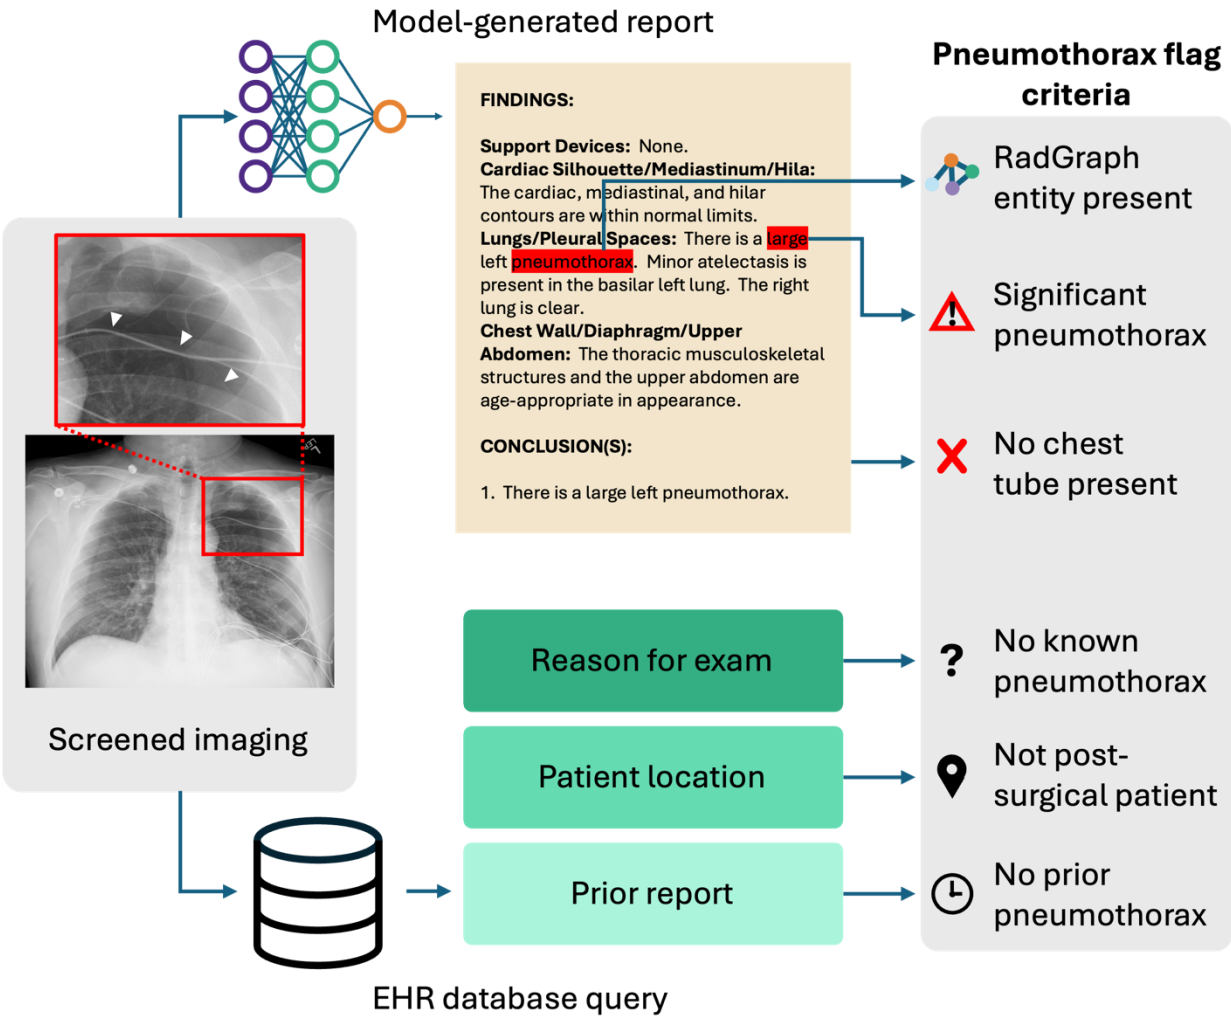 Model-generated report
FINDINGS:
Support Devices: None.
Cardiac Silhouette/Mediastinum/Hila:
The cardiac, mediastinal, and hilar
contours are within normal limits.
Lungs/Pleural Spaces: There is a large
left pneumothorax. Minor atelectasis is
present in the basilar left lung. The right
lung is clear.
Chest Wall/Diaphragm/Upper
Abdomen: The thoracic musculoskeletal
structures and the upper abdomen are
age-appropriate in appearance.
CONCLUSION(S):
1. There is a large left pneumothorax.
Pneumothorax flag
criteria
RadGraph
entity present
Significant
pneumothorax
No chest
tube present
?
No known
pneumothorax
Not post-
surgical patient
No prior
pneumothorax
Screened imaging
Reason for exam
Patient location
Prior report
EHR database query